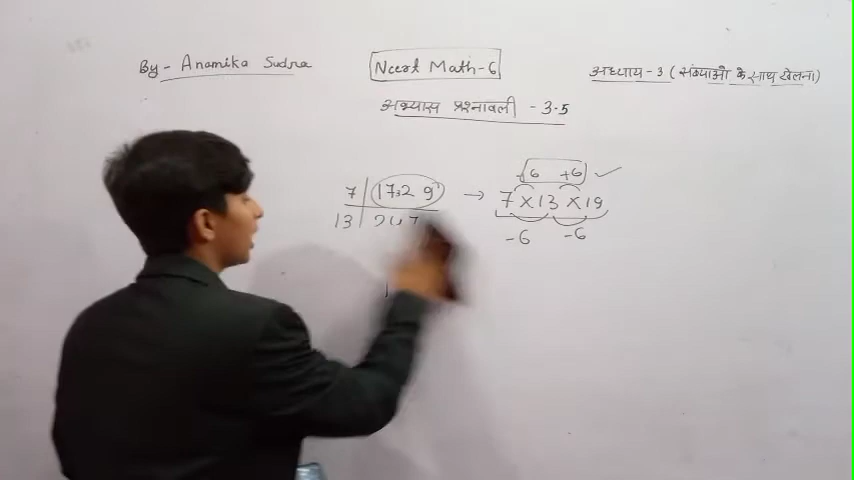 By- Anamika Sudra
Ncert Math-6
अध्याय-3 (संख्याओ के साथ खेलना)
अभ्यास प्रश्नावली - 3.5
+6 +6 ✓
7 | 1729 → 7×13×19
13 | 247
-6 -6